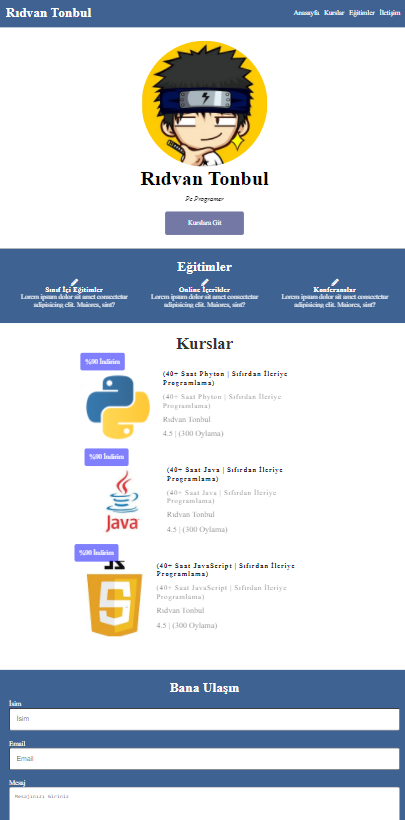 Rıdvan Tonbul
Anasayfa Kurslar Eğitimler İletişim
Rıdvan Tonbul
Pc Programer
Kurslara Git
Eğitimler
Sınıf İçi Eğitimler
Lorem ipsum dolor sit amet consectetur
adipisicing elit. Maiores, sint?
Online İçerikler
Lorem ipsum dolor sit amet consectetur
adipisicing elit. Maiores, sint?
Konferanslar
Lorem ipsum dolor sit amet consectetur
adipisicing elit. Maiores, sint?
Kurslar
%90 İndirim
(40+ Saat Phyton | Sıfırdan İleriye
Programlama)
(40+ Saat Phyton | Sıfırdan İleriye
Programlama)
Rıdvan Tonbul
4.5 | (300 Oylama)
%90 İndirim
Java
(40+ Saat Java | Sıfırdan İleriye
Programlama)
(40+ Saat Java | Sıfırdan İleriye
Programlama)
Rıdvan Tonbul
4.5 | (300 Oylama)
%90 İndirim
JS
5
(40+ Saat JavaScript | Sıfırdan İleriye
Programlama)
(40+ Saat JavaScript | Sıfırdan İleriye
Programlama)
Rıdvan Tonbul
4.5 | (300 Oylama)
Bana Ulaşın
İsim
İsim
Email
Email
Mesaj
Mesajınızı Giriniz